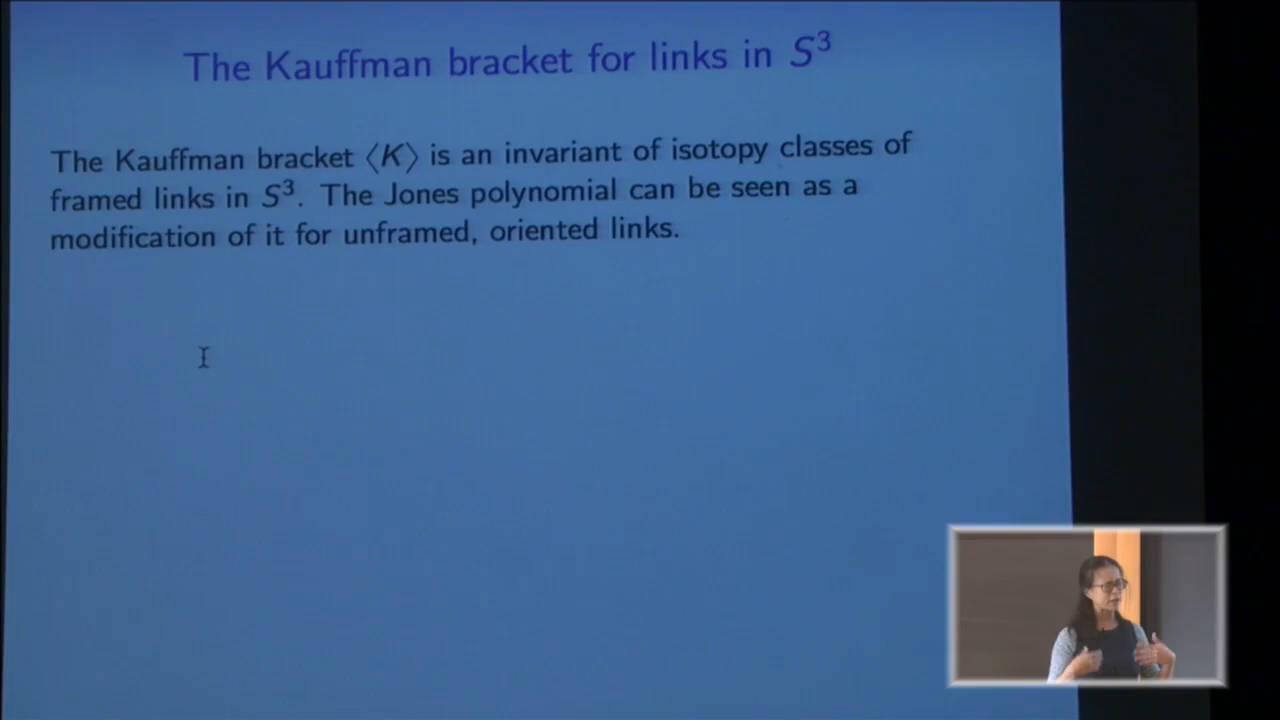 The Kauffman bracket for links in S³
The Kauffman bracket ⟨K⟩ is an invariant of isotopy classes of
framed links in S³. The Jones polynomial can be seen as a
modification of it for unframed, oriented links.